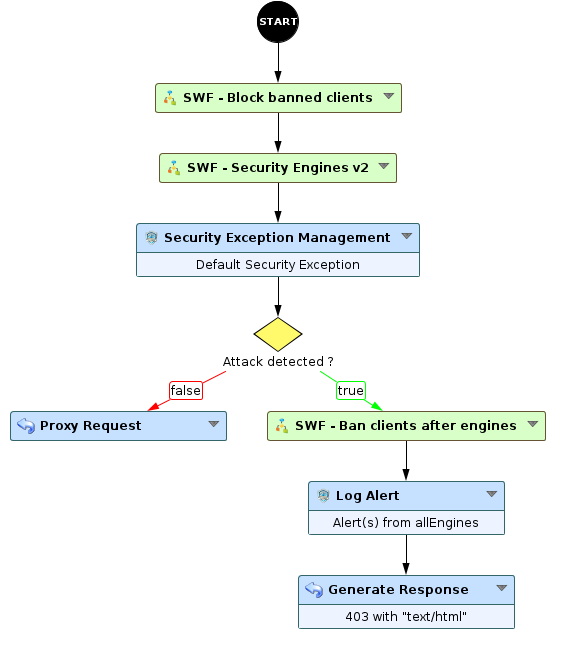 START
SWF - Block banned clients
SWF - Security Engines v2
Security Exception Management
Default Security Exception
Attack detected ?
false
true
Proxy Request
SWF - Ban clients after engines
Log Alert
Alert(s) from allEngines
Generate Response
403 with "text/html"